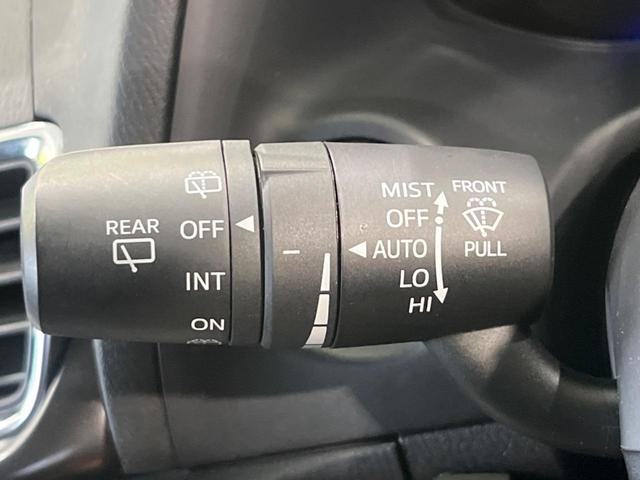 REAR
OFF
INT
ON
MIST
OFF
AUTO
LO
HI
FRONT
PULL